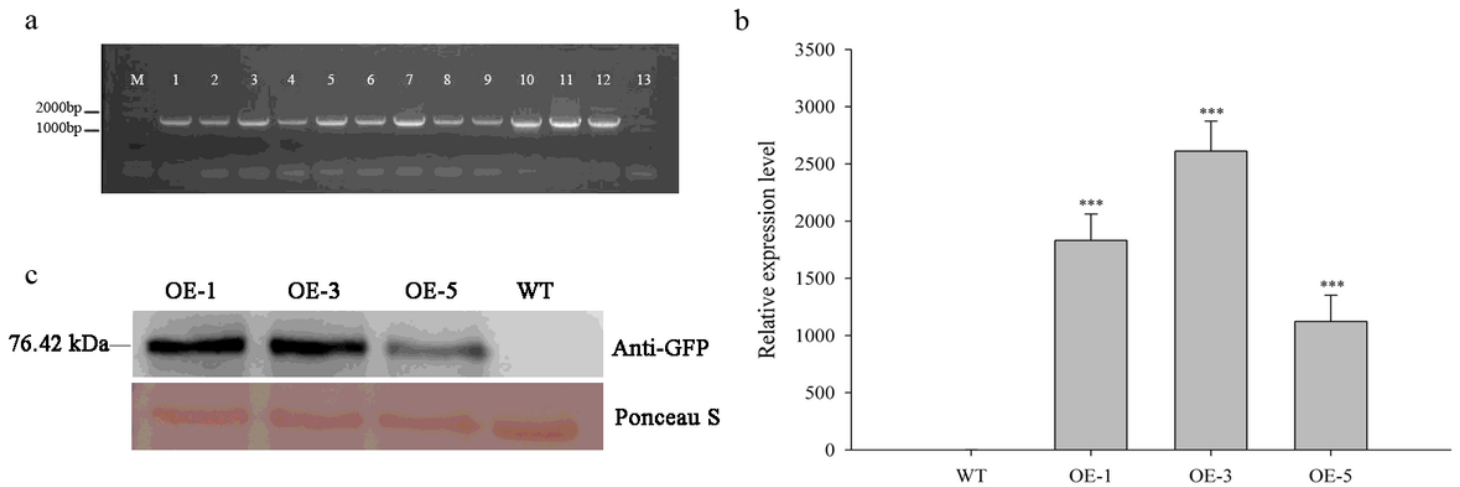 a
M 1 2 3 4 5 6 7 8 9 10 11 12 13
2000bp
1000bp
b
3500
3000
2500
2000
1500
1000
500
0
Relative expression level
***
***
***
WT OE-1 OE-3 OE-5
c
OE-1 OE-3 OE-5 WT
76.42 kDa
Anti-GFP
Ponceau S